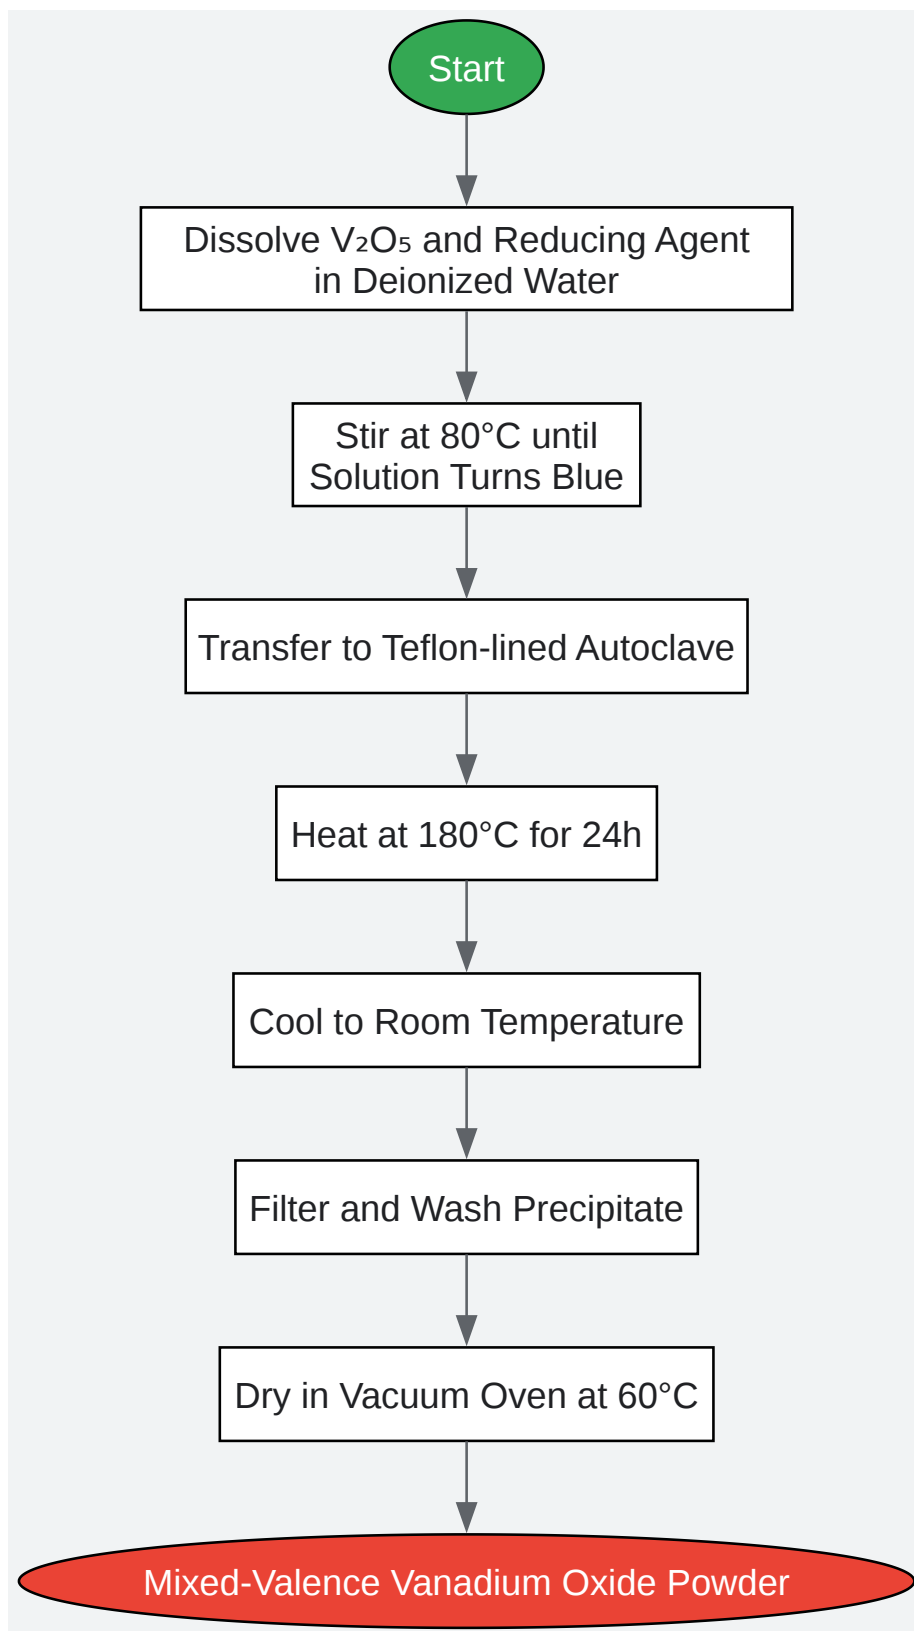 Start
Dissolve V₂O₅ and Reducing Agent
in Deionized Water
Stir at 80°C until
Solution Turns Blue
Transfer to Teflon-lined Autoclave
Heat at 180°C for 24h
Cool to Room Temperature
Filter and Wash Precipitate
Dry in Vacuum Oven at 60°C
Mixed-Valence Vanadium Oxide Powder